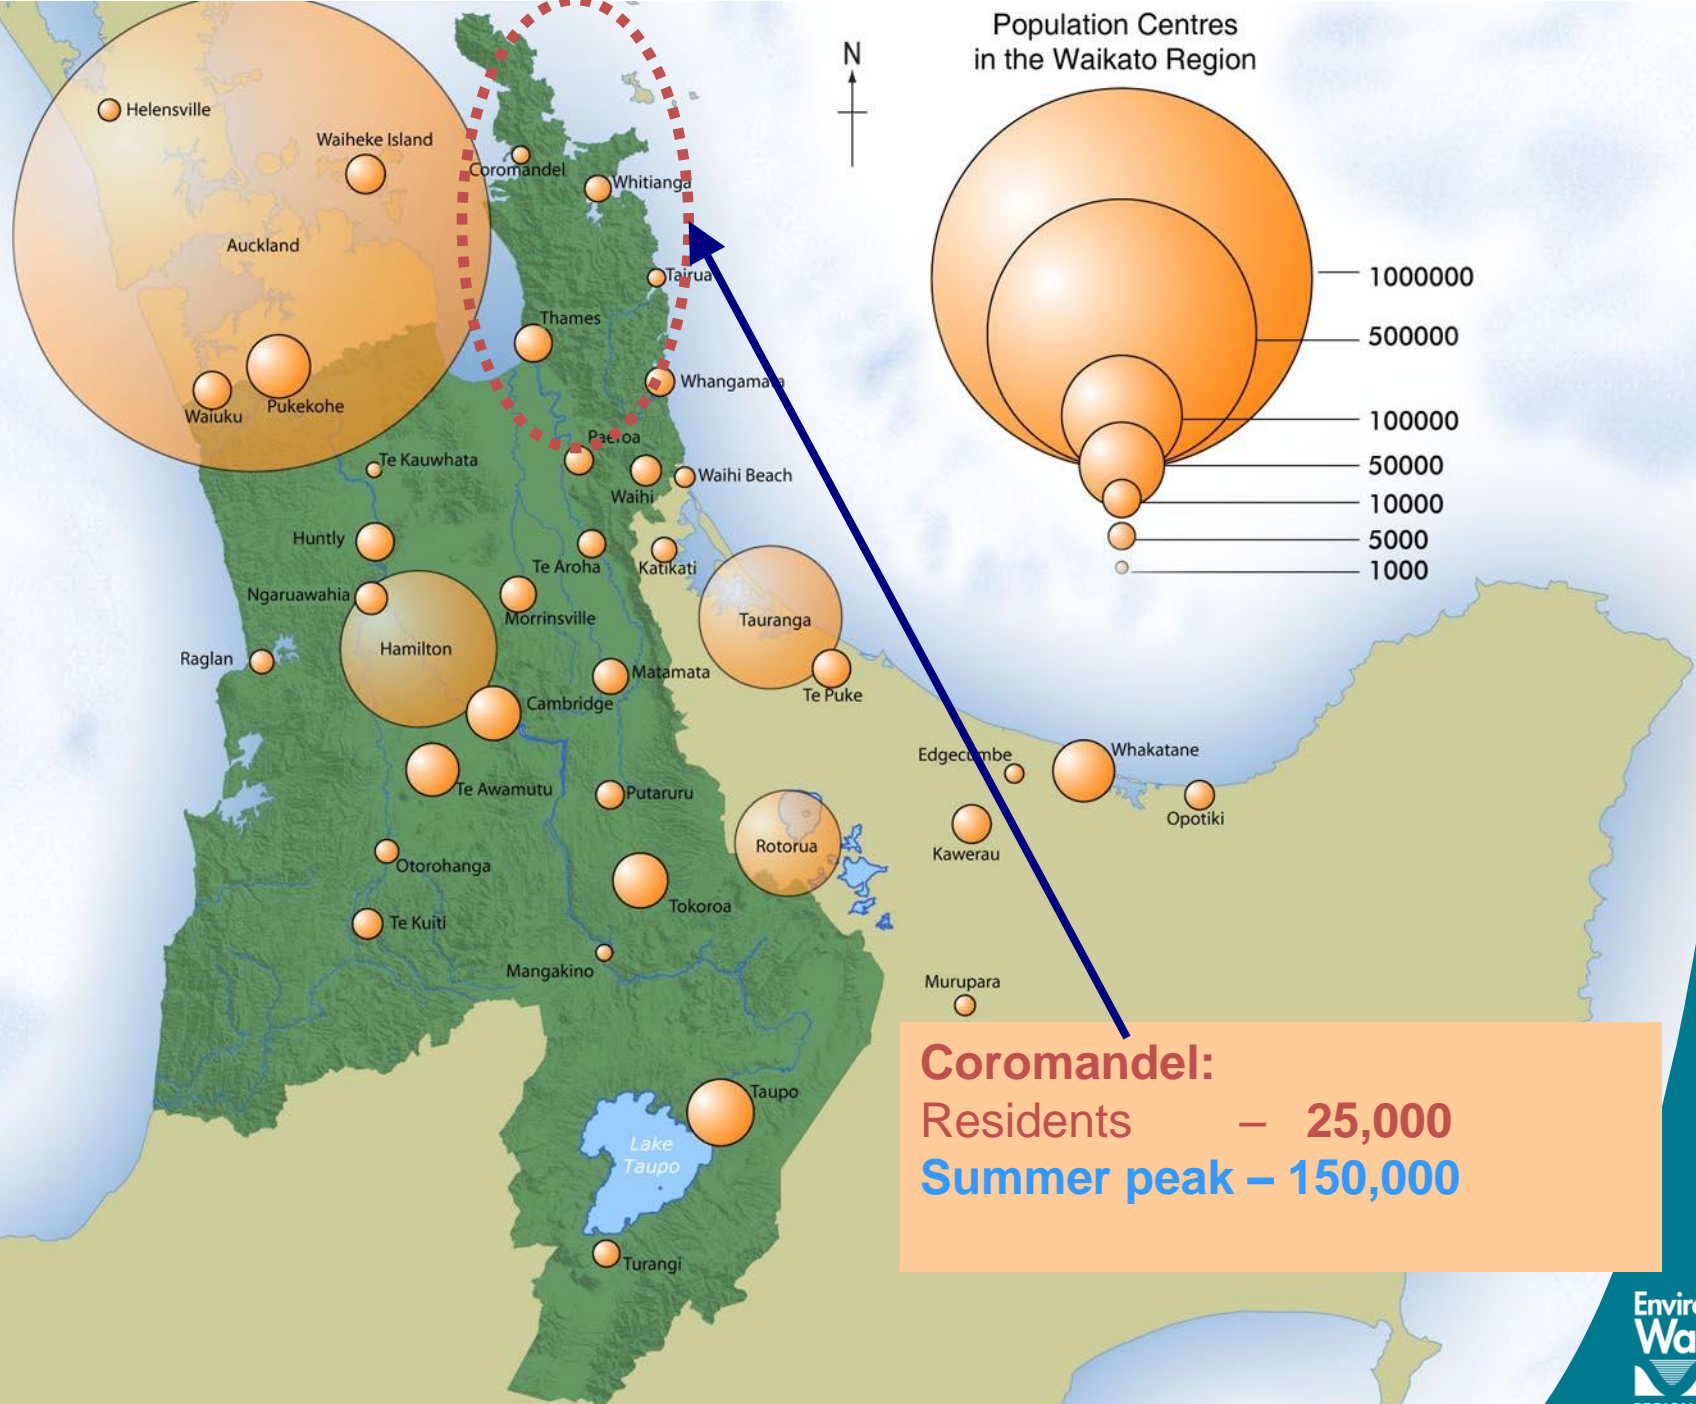 Population Centres
in the Waikato Region
N
1000000
500000
100000
50000
10000
5000
1000
Helensville
Waiheke Island
Auckland
Waiuku
Pukekohe
Coromandel
Whitianga
Tairua
Thames
Whangamata
Paeroa
Waihi
Waihi Beach
Te Kauwhata
Huntly
Te Aroha
Katikati
Ngaruawahia
Morrinsville
Hamilton
Tauranga
Raglan
Matamata
Te Puke
Cambridge
Te Awamutu
Putaruru
Edgecumbe
Whakatane
Opotiki
Kawerau
Rotorua
Otorohanga
Tokoroa
Te Kuiti
Mangakino
Murupara
Taupo
Lake
Taupo
Turangi
Coromandel:
Residents – 25,000
Summer peak – 150,000